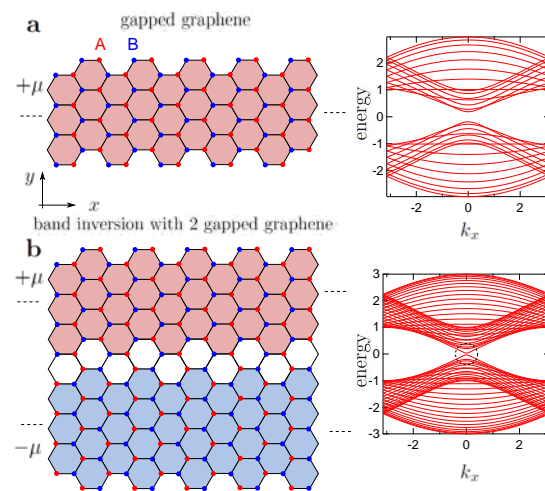 a
gapped graphene
A B
+μ
y
x
energy
2
1
0
-1
-2
-2 0 2
k_x
band inversion with 2 gapped graphene
b
+μ
-μ
energy
3
2
1
0
-1
-2
-3
-2 0 2
k_x